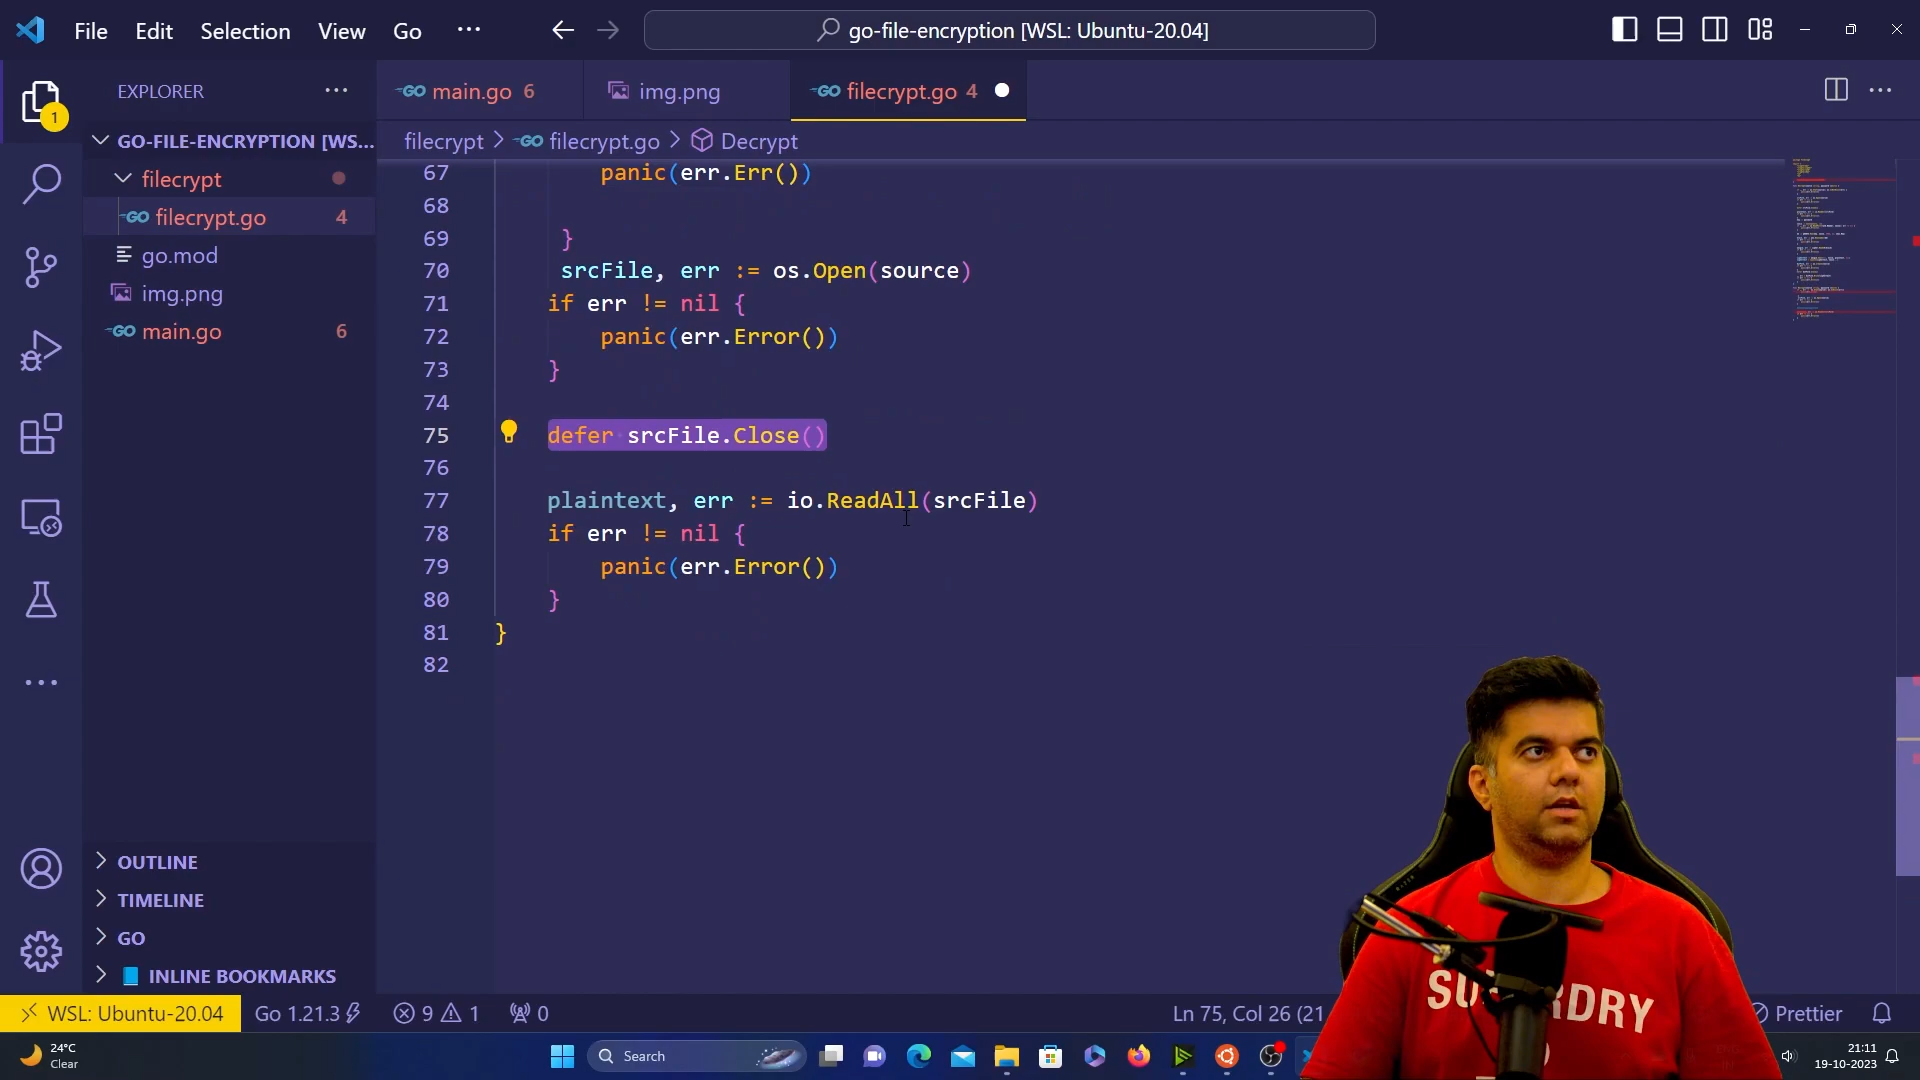 File Edit Selection View Go ··· go-file-encryption [WSL: Ubuntu-20.04]
EXPLORER ···
GO-FILE-ENCRYPTION [WS...
filecrypt
filecrypt.go 4
go.mod
img.png
main.go 6
OUTLINE
TIMELINE
GO
INLINE BOOKMARKS
1
main.go 6 img.png filecrypt.go 4
filecrypt > filecrypt.go > Decrypt
67 panic(err.Err())
68
69 }
70 srcFile, err := os.Open(source)
71 if err != nil {
72 panic(err.Error())
73 }
74
75 defer srcFile.Close()
76
77 plaintext, err := io.ReadAll(srcFile)
78 if err != nil {
79 panic(err.Error())
80 }
81 }
82
WSL: Ubuntu-20.04 Go 1.21.3 9 1 0 Ln 75, Col 26 (21 Prettier
24°C
Clear
Search
21:11
19-10-2023